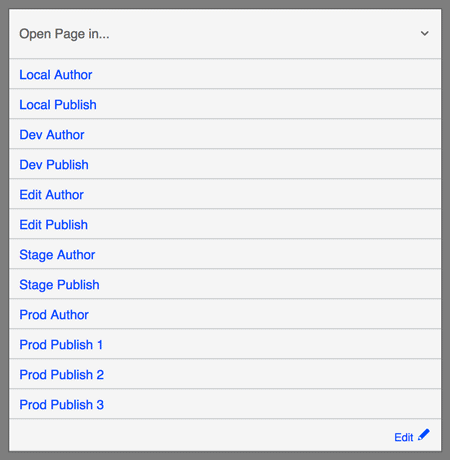 Open Page in...
Local Author
Local Publish
Dev Author
Dev Publish
Edit Author
Edit Publish
Stage Author
Stage Publish
Prod Author
Prod Publish 1
Prod Publish 2
Prod Publish 3
Edit